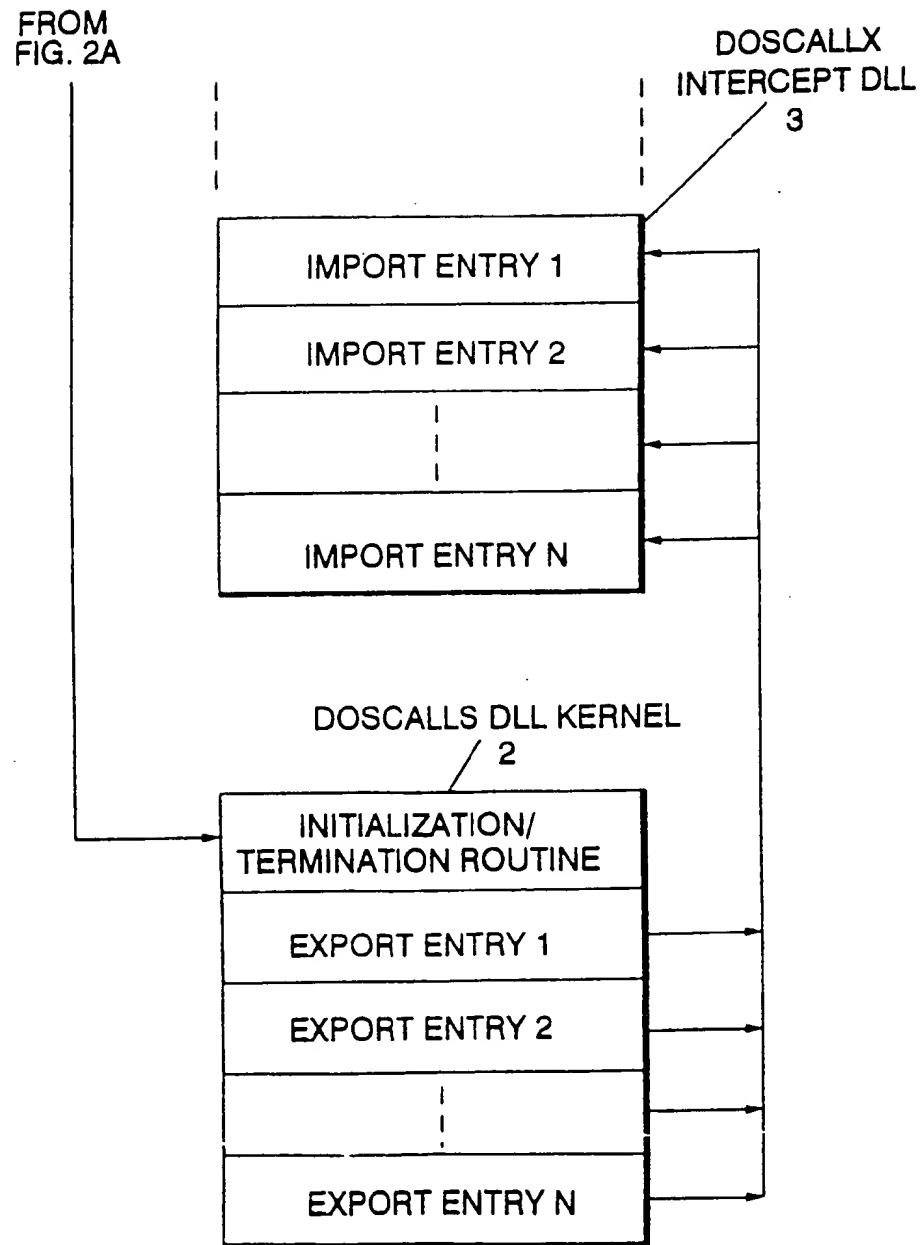 FROM
FIG. 2A
DOSCALLX
INTERCEPT DLL
3
IMPORT ENTRY 1
IMPORT ENTRY 2
IMPORT ENTRY N
DOSCALLS DLL KERNEL
2
INITIALIZATION/
TERMINATION ROUTINE
EXPORT ENTRY 1
EXPORT ENTRY 2
EXPORT ENTRY N